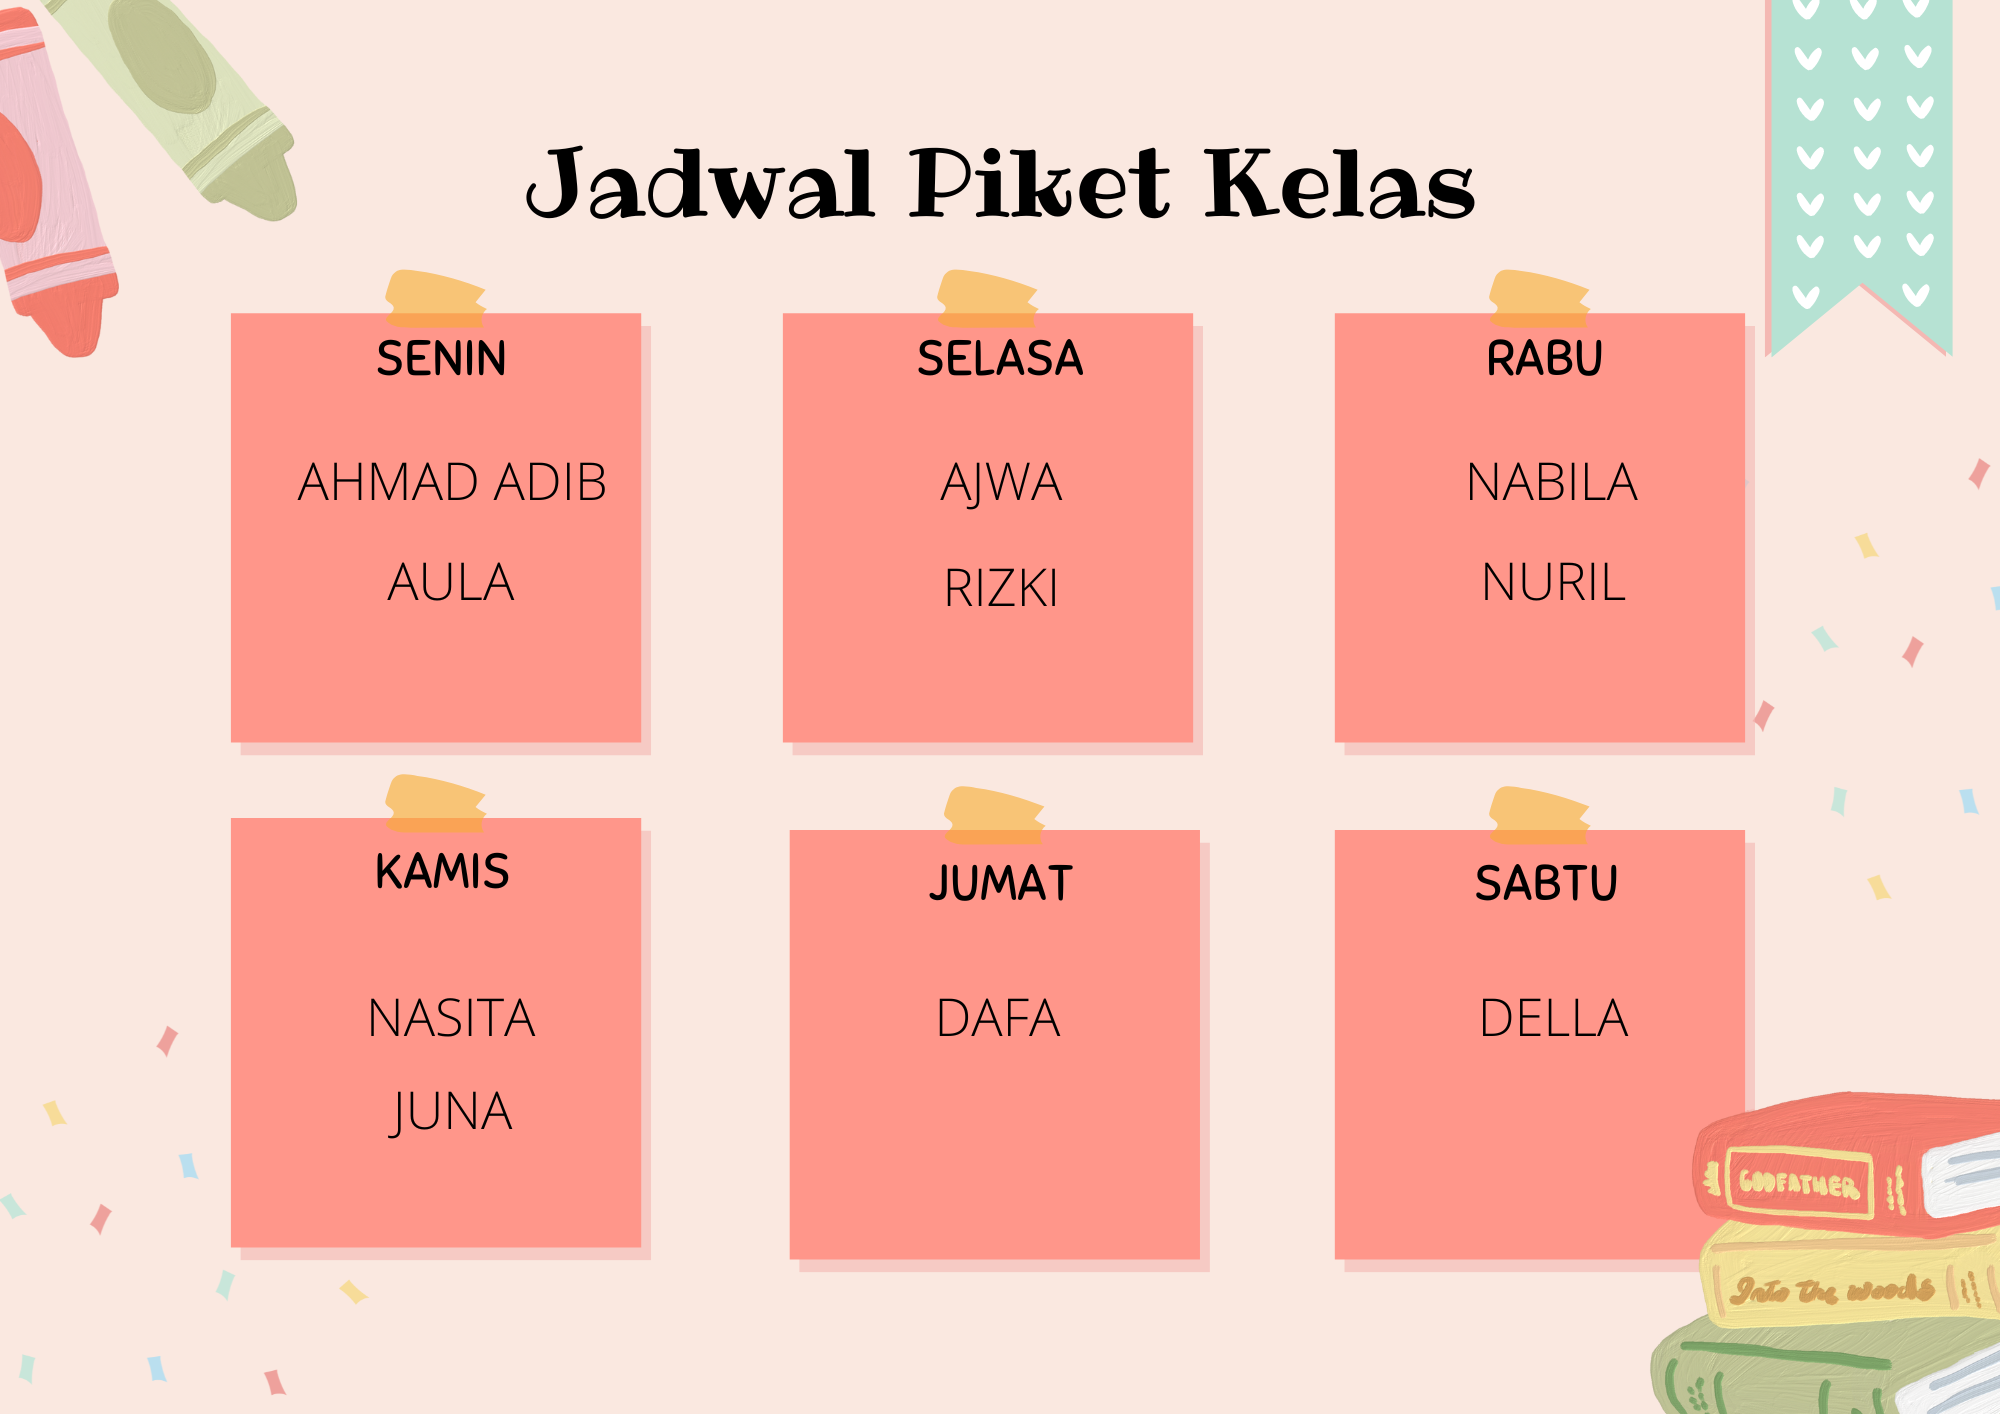 Jadwal Piket Kelas
SENIN
AHMAD ADIB
AULA
SELASA
AJWA
RIZKI
RABU
NABILA
NURIL
KAMIS
NASITA
JUNA
JUMAT
DAFA
SABTU
DELLA
GODFATHER
Into the woods